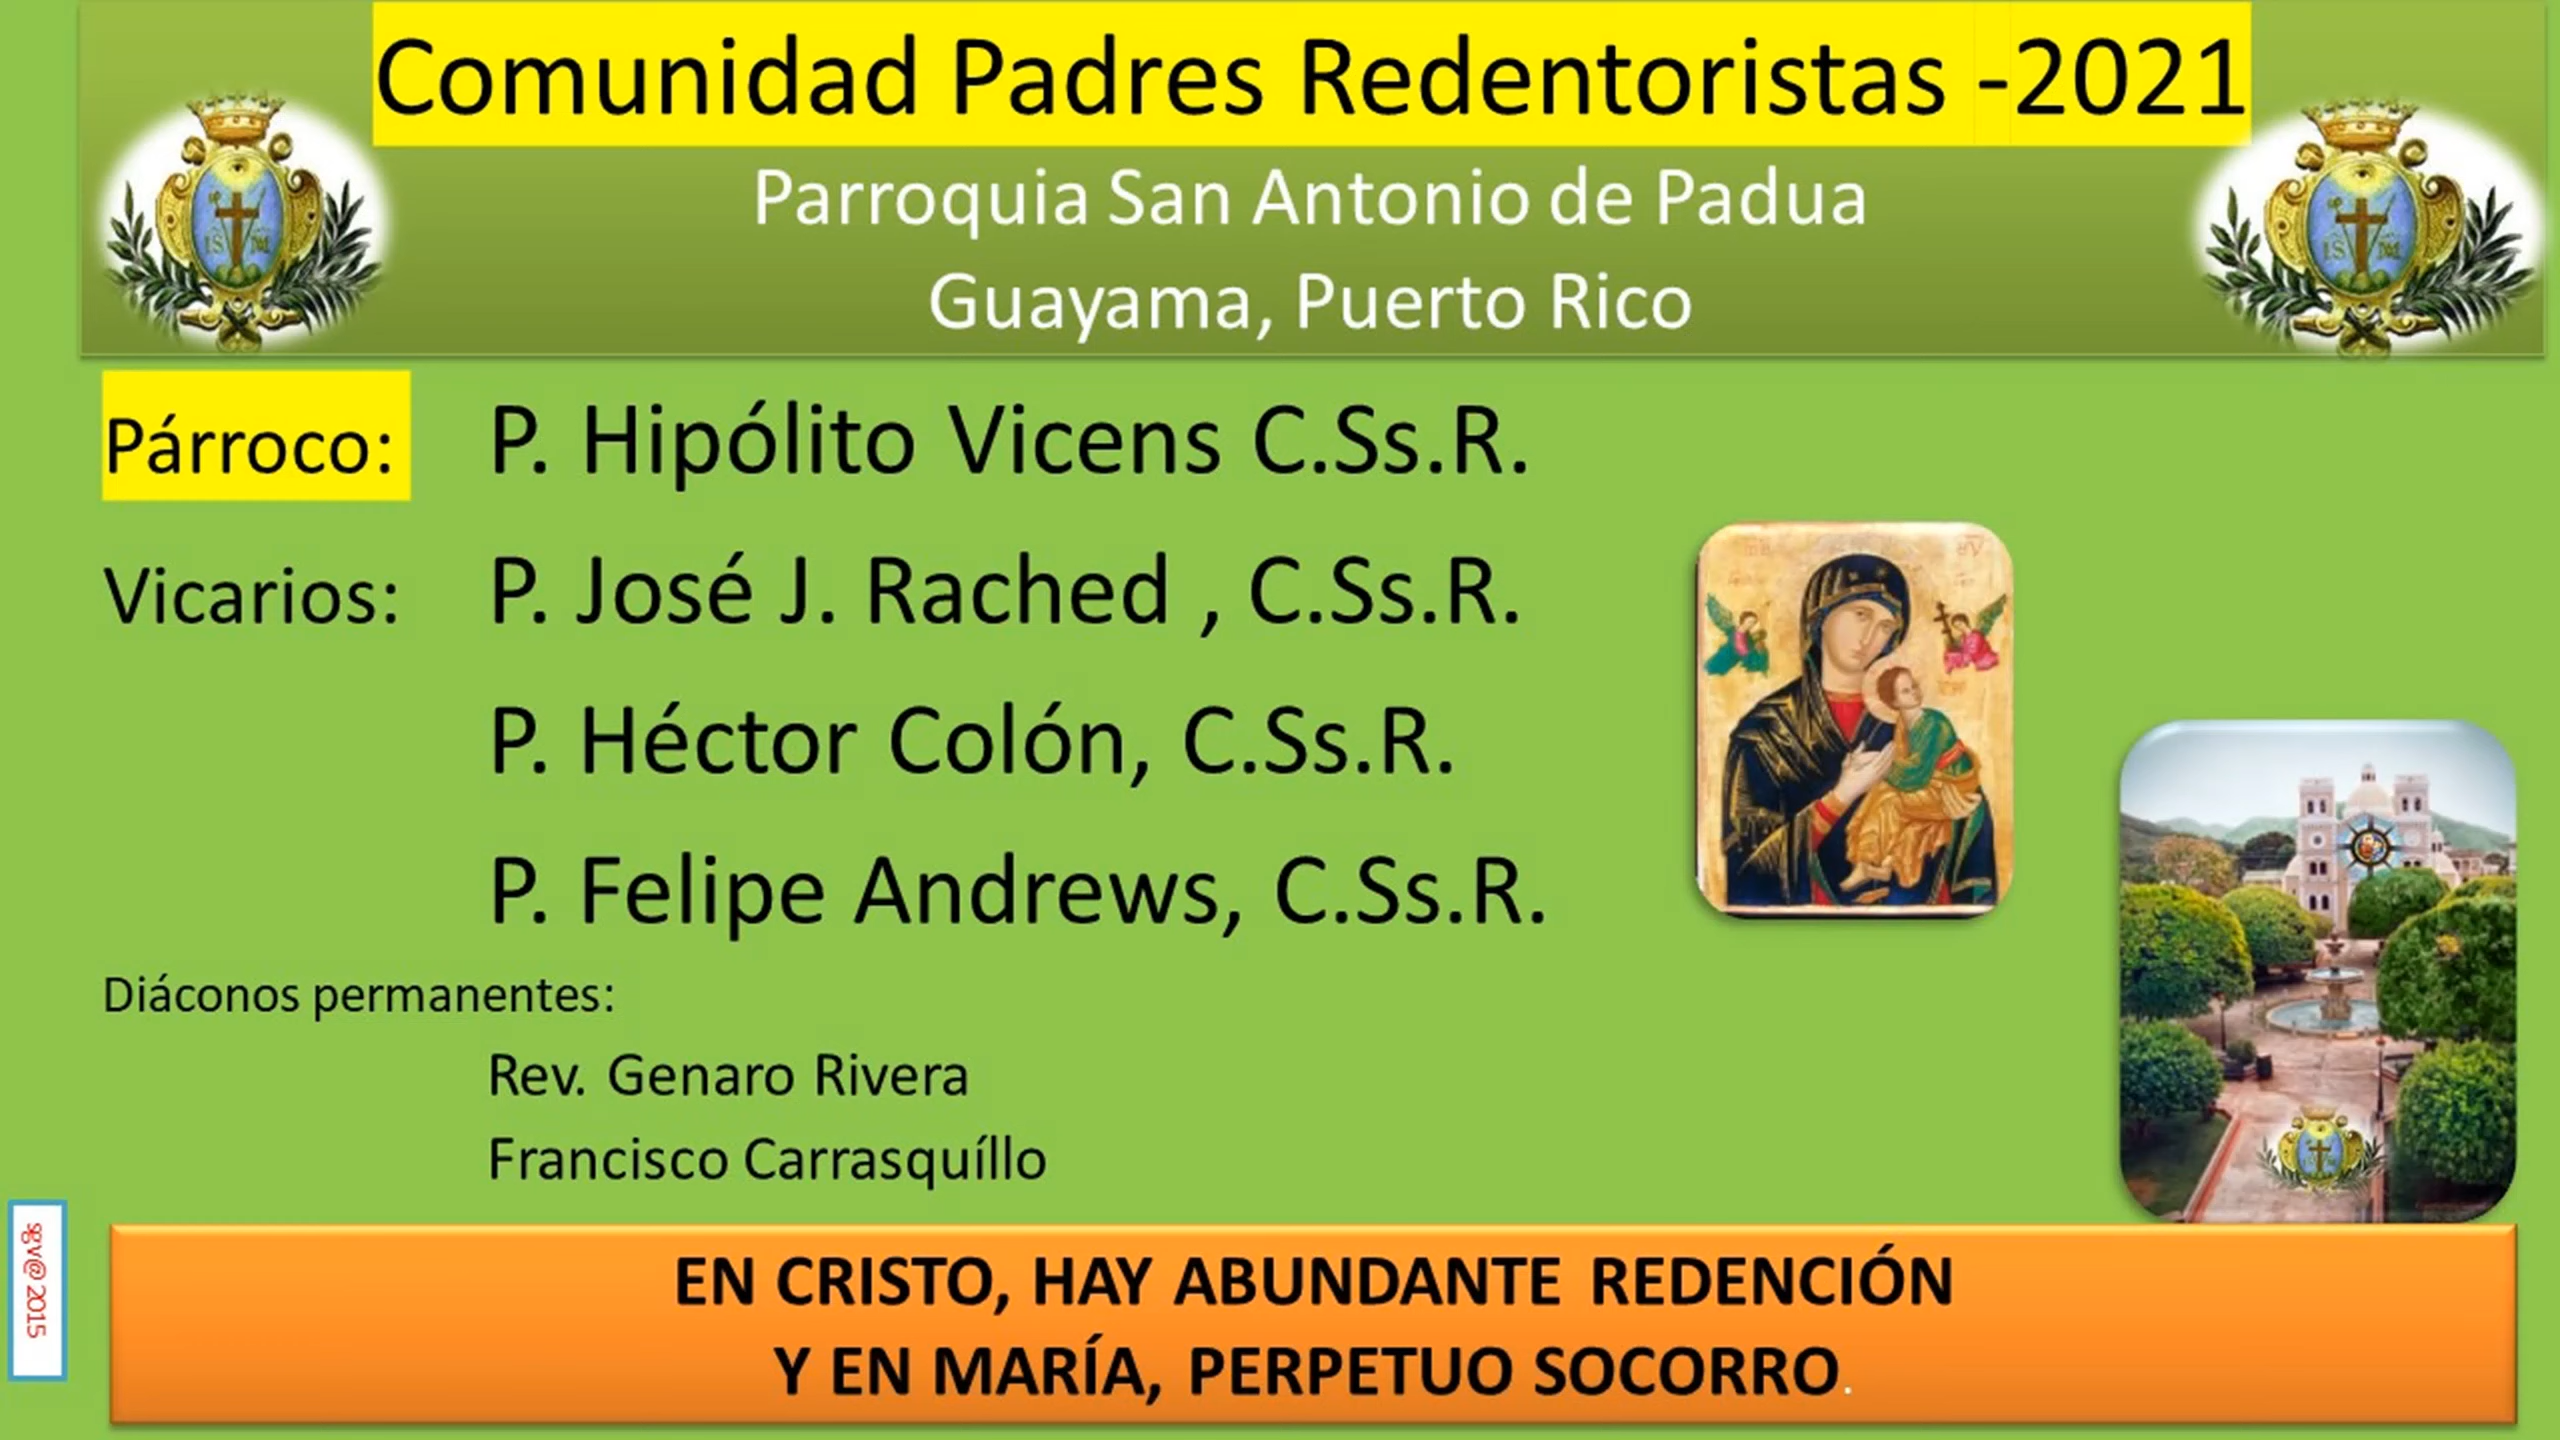 Comunidad Padres Redentoristas -2021
Parroquia San Antonio de Padua
Guayama, Puerto Rico
Párroco: P. Hipólito Vicens C.Ss.R.
Vicarios: P. José J. Rached , C.Ss.R.
P. Héctor Colón, C.Ss.R.
P. Felipe Andrews, C.Ss.R.
Diáconos permanentes:
Rev. Genaro Rivera
Francisco Carrasquíllo
sgv@ 2015
EN CRISTO, HAY ABUNDANTE REDENCIÓN
Y EN MARÍA, PERPETUO SOCORRO.